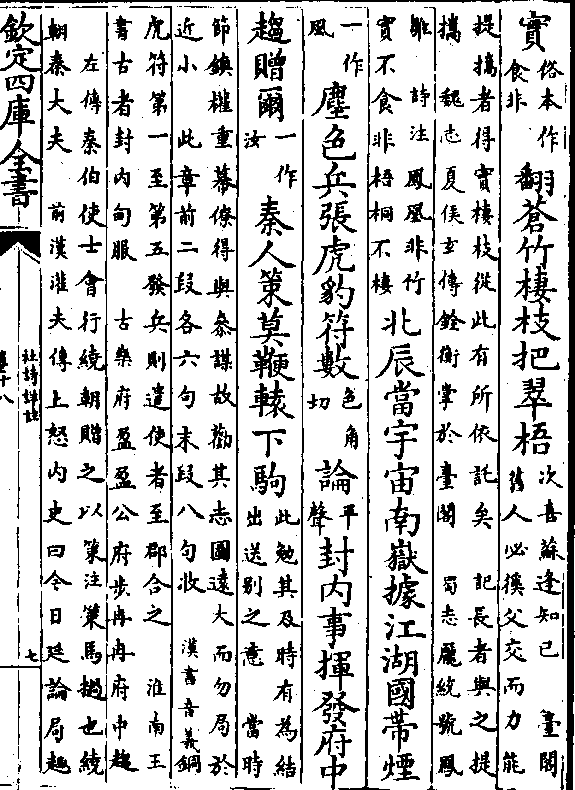 實俗本作食非翻蒼竹棲枝把翠梧次喜蘇逢知已 臺閣舊人必獲父交而力能
提攜者得實棲枝從此有所依託矣 記長者與之提
攜 魏志夏侯玄傳銓衡掌於臺閣 蜀志龐統號鳳
雛 詩注鳳凰非竹實不食非梧桐不棲北辰當宇宙南嶽據江湖國帶煙
一作風塵色兵張虎豹符數色角切論平聲封内事揮發府中
趨贈爾一作汝秦人策莫鞭轅下駒此勉其及時有為結出送别之意 當時
節鎮權重幕僚得與參謀故勸其志圖遠大而勿局於
近小 此章前二段各六句末段八句收 漢書音義銅
虎符第一至第五發兵則遣使者至郡合之 淮南王
書古者封内甸服 古樂府盈盈公府步冉冉府中趨
左傳秦伯使士會行繞朝贈之以策注策馬檛也繞
朝秦大夫 前漢灌夫傳上怒内史曰今日廷論局趣
欽定四庫全書
杜詩詳註
卷十八
七